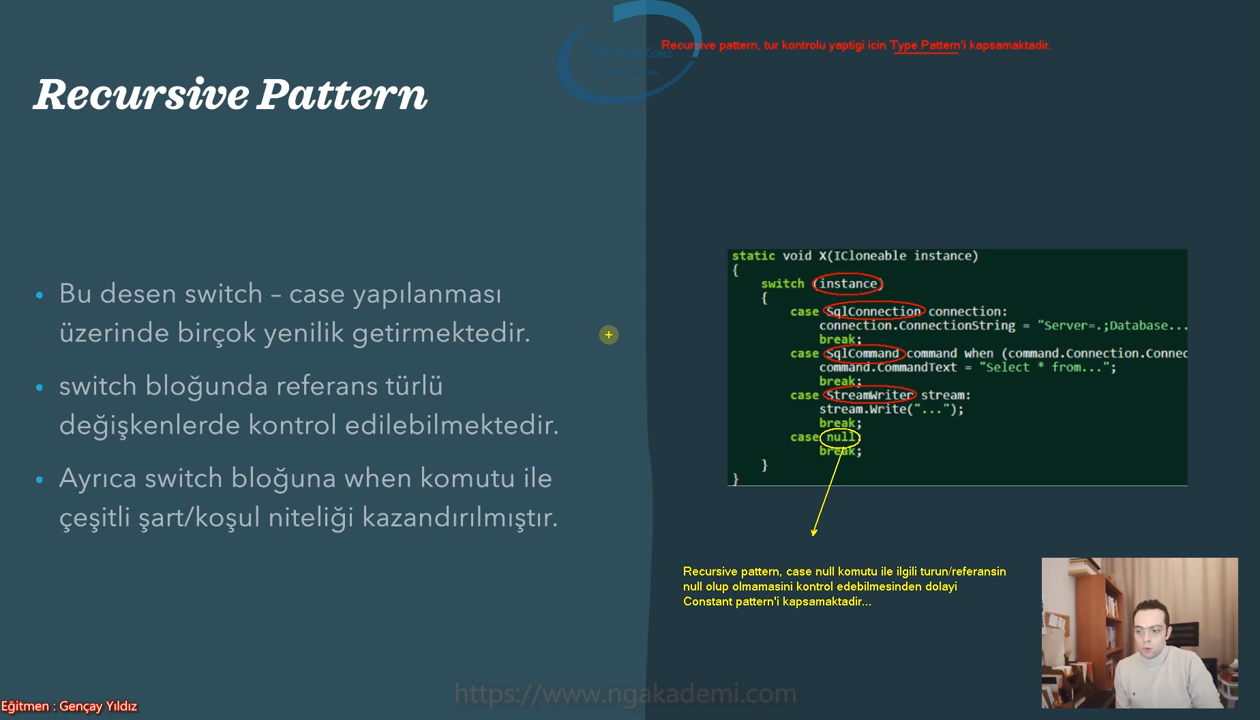 Recursive pattern, tur kontrolu yaptigi icin Type Pattern'i kapsamaktadir.
Recursive Pattern
• Bu desen switch – case yapılanması
üzerinde birçok yenilik getirmektedir.
• switch bloğunda referans türlü
değişkenlerde kontrol edilebilmektedir.
• Ayrıca switch bloğuna when komutu ile
çeşitli şart/koşul niteliği kazandırılmıştır.
static void X(ICloneable instance)
{
switch (instance)
{
case SqlConnection connection:
connection.ConnectionString = "Server=.;Database...
break;
case SqlCommand command when (command.Connection.Connec
command.CommandText = "Select * from...";
break;
case StreamWriter stream:
stream.Write("...");
break;
case null:
break;
}
}
Recursive pattern, case null komutu ile ilgili turun/referansin
null olup olmamasini kontrol edebilmesinden dolayi
Constant pattern'i kapsamaktadir...
https://www.ngakademi.com
Eğitmen : Gençay Yıldız